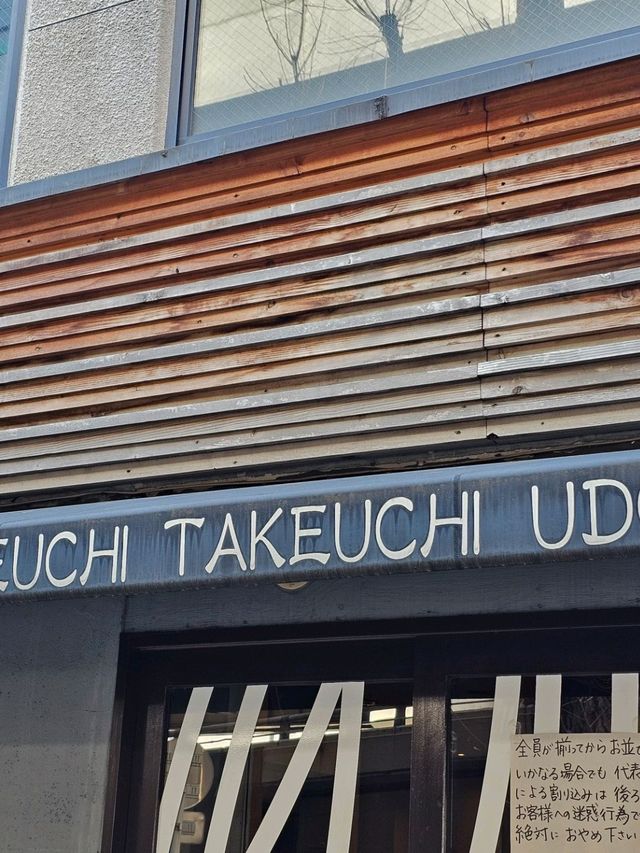 EUCHI TAKEUCHI UDO
全員が揃ってからお並で
いかなる場合でも 代表
による割り込みは 後ろ
お客様への迷惑行為で
絶対に おやめ下さい